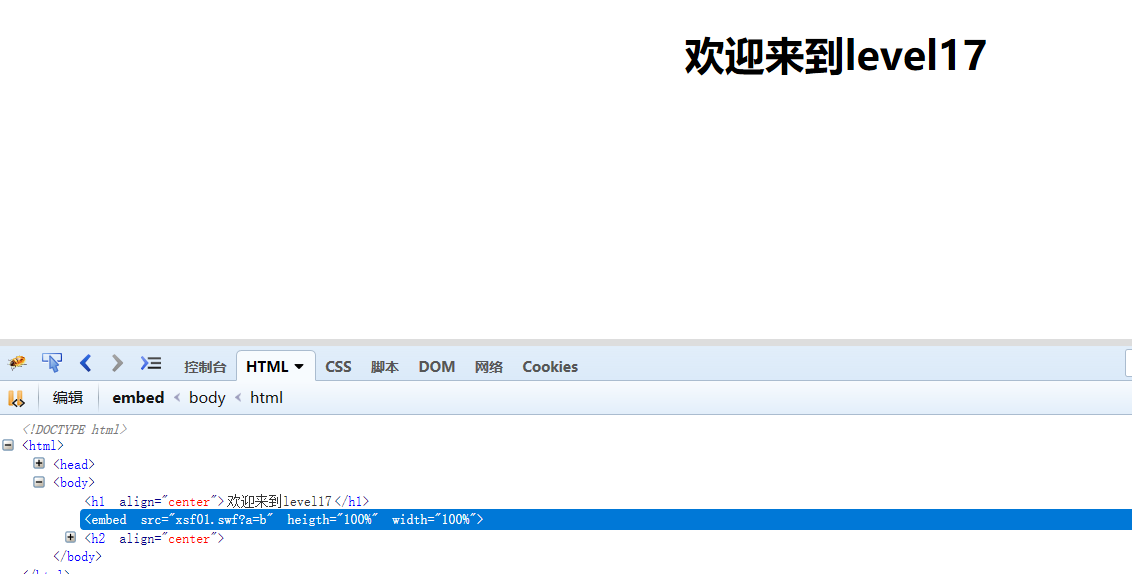 欢迎来到level17
控制台 HTML CSS 脚本 DOM 网络 Cookies
编辑 embed < body < html
<!DOCTYPE html>
<html>
<head>
<body>
<h1 align="center">欢迎来到level17</h1>
<embed src="xsf01.swf?a=b" heigth="100%" width="100%">
<h2 align="center">
</body>
</html>